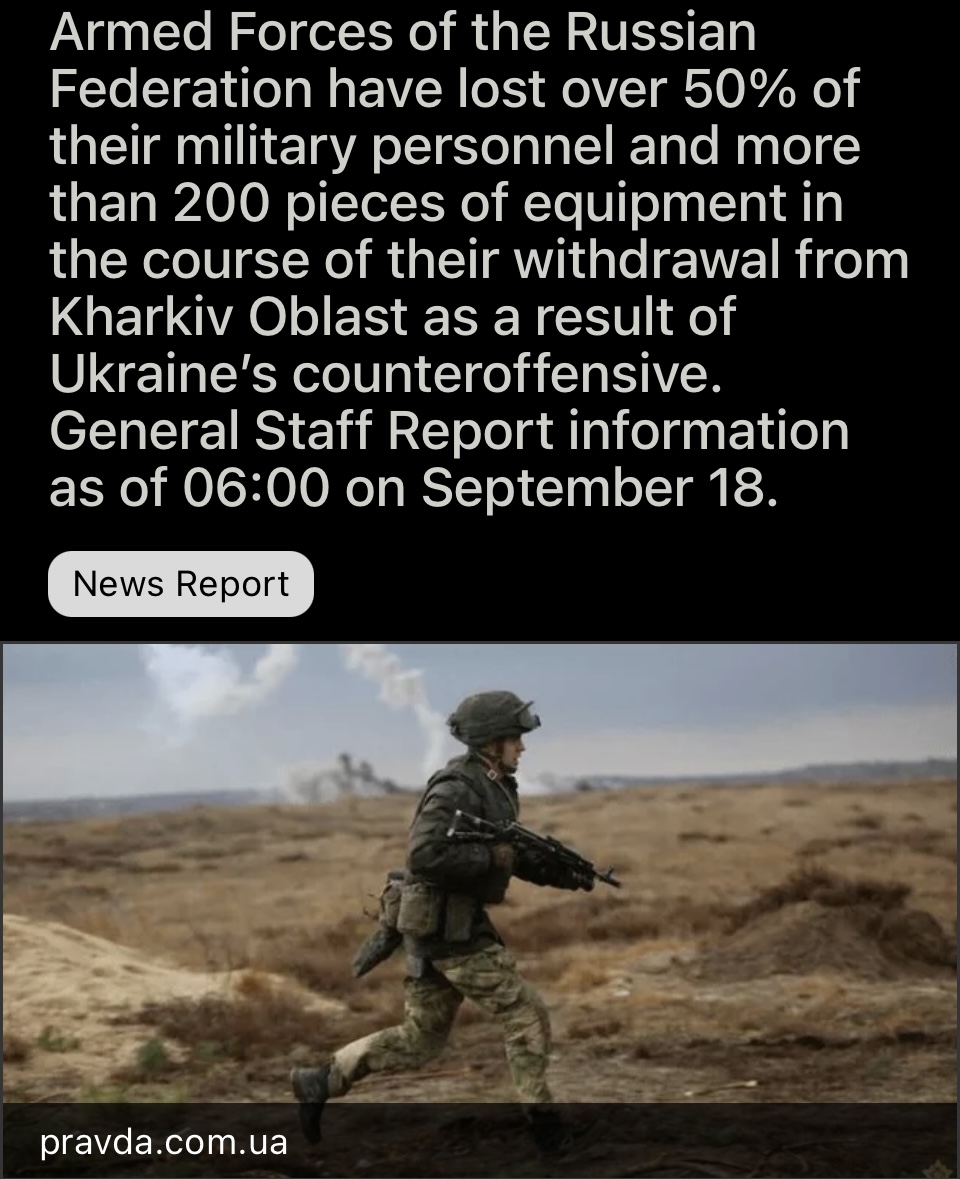 Armed Forces of the Russian
Federation have lost over 50% of
their military personnel and more
than 200 pieces of equipment in
the course of their withdrawal from
Kharkiv Oblast as a result of
Ukraine’s counteroffensive.
General Staff Report information
as of 06:00 on September 18.
News Report
pravda.com.ua